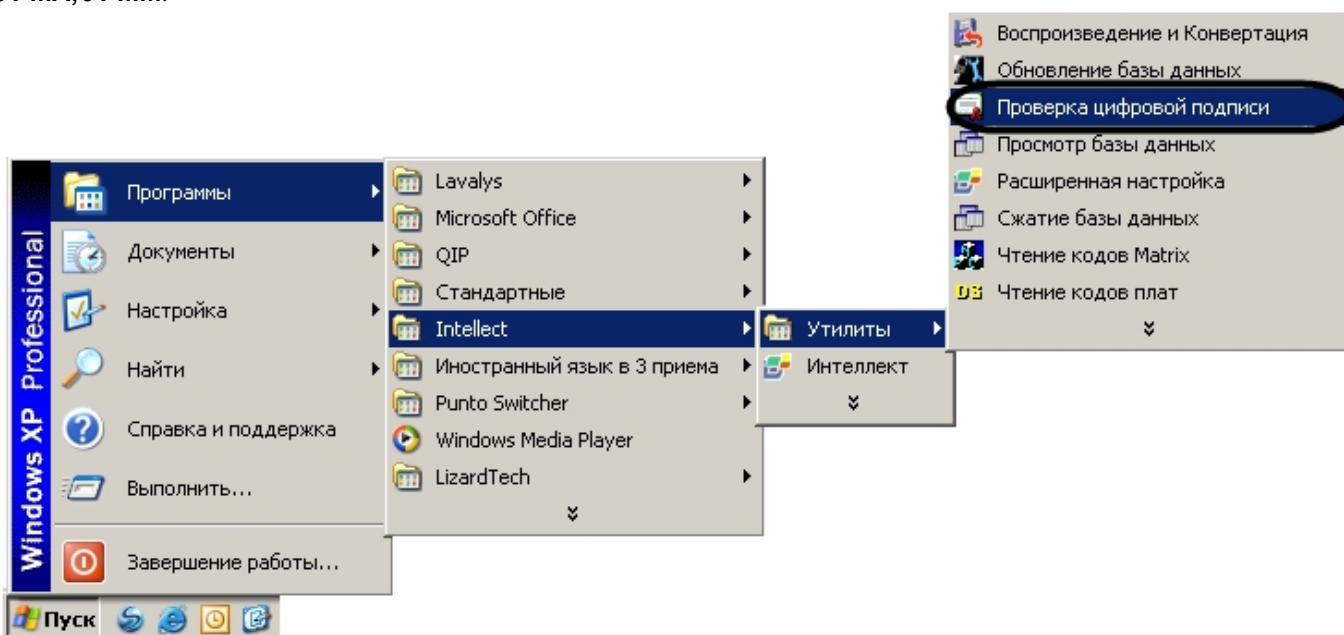 Воспроизведение и Конвертация
Обновление базы данных
Проверка цифровой подписи
Просмотр базы данных
Расширенная настройка
Сжатие базы данных
Чтение кодов Matrix
Чтение кодов плат
Windows XP Professional
Программы
Документы
Настройка
Найти
Справка и поддержка
Выполнить...
Завершение работы...
Lavalys
Microsoft Office
QIP
Стандартные
Intellect
Иностранный язык в 3 приема
Punto Switcher
Windows Media Player
LizardTech
Утилиты
Интеллект
Пуск